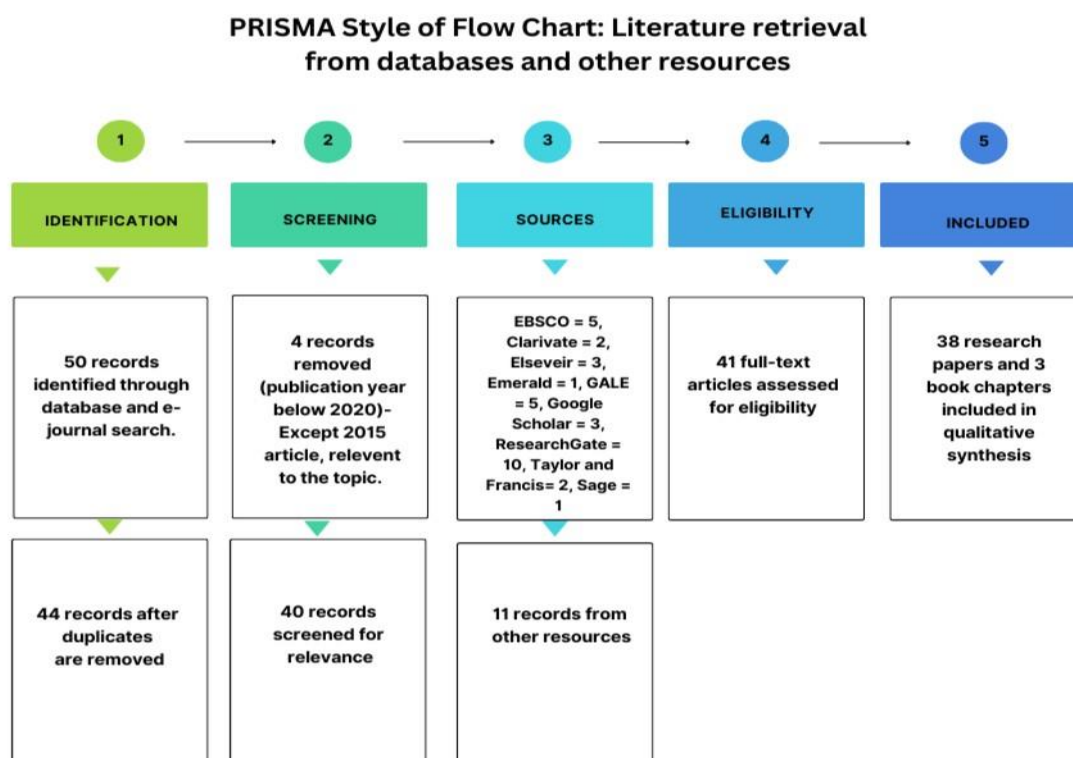 PRISMA Style of Flow Chart: Literature retrieval
from databases and other resources
1
2
3
4
5
IDENTIFICATION
SCREENING
SOURCES
ELIGIBILITY
INCLUDED
50 records
identified through
database and e-
journal search.
4 records
removed
(publication year
below 2020)-
Except 2015
article, relevent
to the topic.
EBSCO = 5,
Clarivate = 2,
Elseveir = 3,
Emerald = 1, GALE
= 5, Google
Scholar = 3,
ResearchGate =
10, Taylor and
Francis= 2, Sage =
1
41 full-text
articles assessed
for eligibility
38 research
papers and 3
book chapters
included in
qualitative
synthesis
44 records after
duplicates
are removed
40 records
screened for
relevance
11 records from
other resources